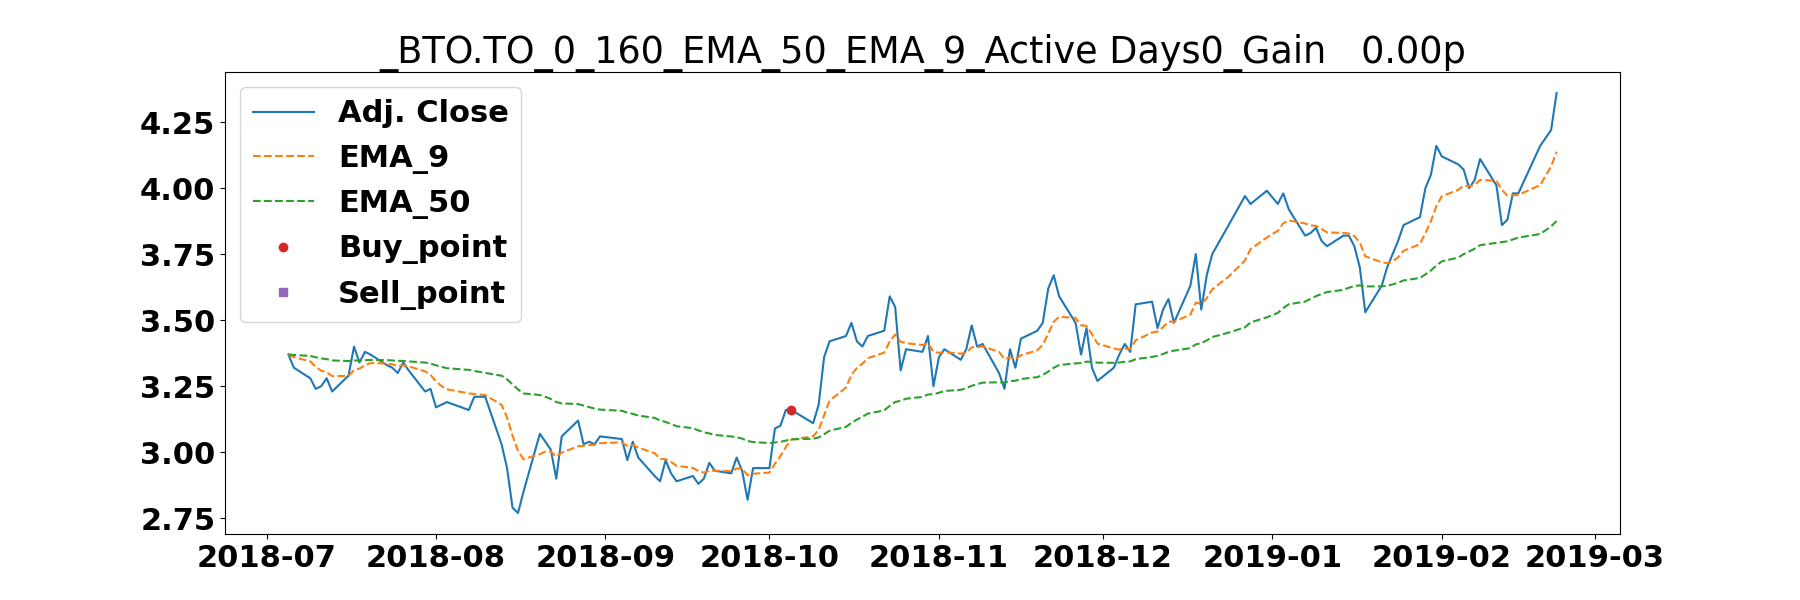 _BTO.TO_0_160_EMA_50_EMA_9_Active Days0_Gain   0.00p
Adj. Close
EMA_9
EMA_50
Buy_point
Sell_point
4.25
4.00
3.75
3.50
3.25
3.00
2.75
2018-07 2018-08 2018-09 2018-10 2018-11 2018-12 2019-01 2019-02 2019-03